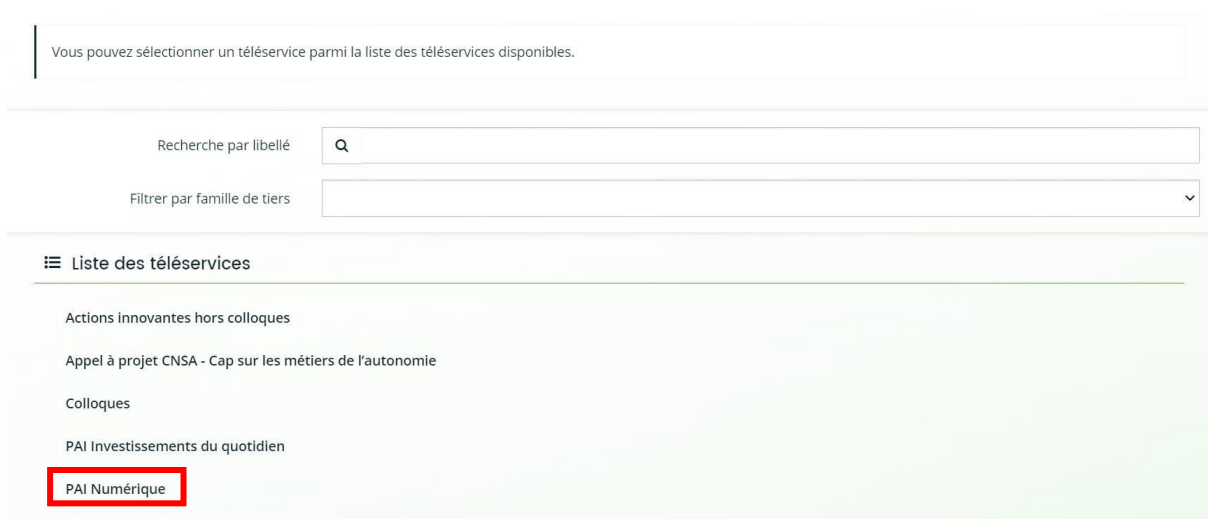 Vous pouvez sélectionner un téléservice parmi la liste des téléservices disponibles.
Recherche par libellé
Filtrer par famille de tiers
Liste des téléservices
Actions innovantes hors colloques
Appel à projet CNSA - Cap sur les métiers de l'autonomie
Colloques
PAI Investissements du quotidien
PAI Numérique